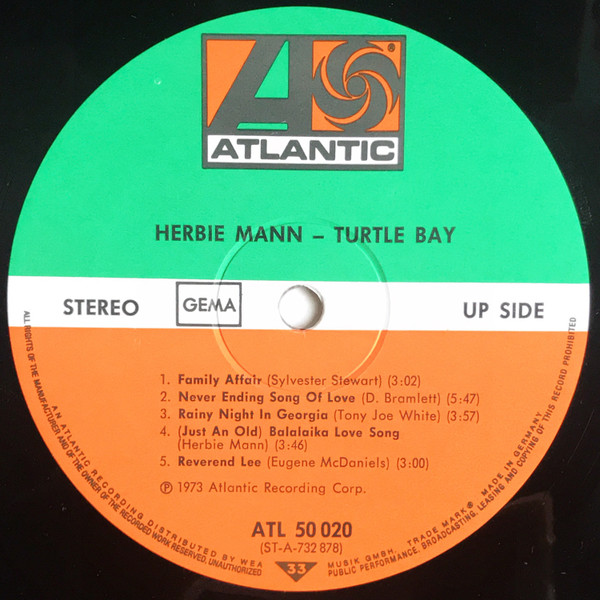 ATLANTIC
®
HERBIE MANN – TURTLE BAY
STEREO
GEMA
UP SIDE
1. Family Affair (Sylvester Stewart) (3:02)
2. Never Ending Song Of Love (D. Bramlett) (5:47)
3. Rainy Night In Georgia (Tony Joe White) (3:57)
4. (Just An Old) Balalaika Love Song
(Herbie Mann) (3:46)
5. Reverend Lee (Eugene McDaniels) (3:00)
℗ 1973 Atlantic Recording Corp.
ATL 50 020
(ST-A-732 878)
33
AN ATLANTIC RECORDING DISTRIBUTED BY WEA MUSIK GMBH. TRADE MARK® MADE IN GERMANY
ALL RIGHTS OF THE MANUFACTURER AND OF THE OWNER OF THE RECORDED WORK RESERVED, UNAUTHORIZED PUBLIC PERFORMANCE, BROADCASTING, LEASING AND COPYING OF THIS RECORD PROHIBITED